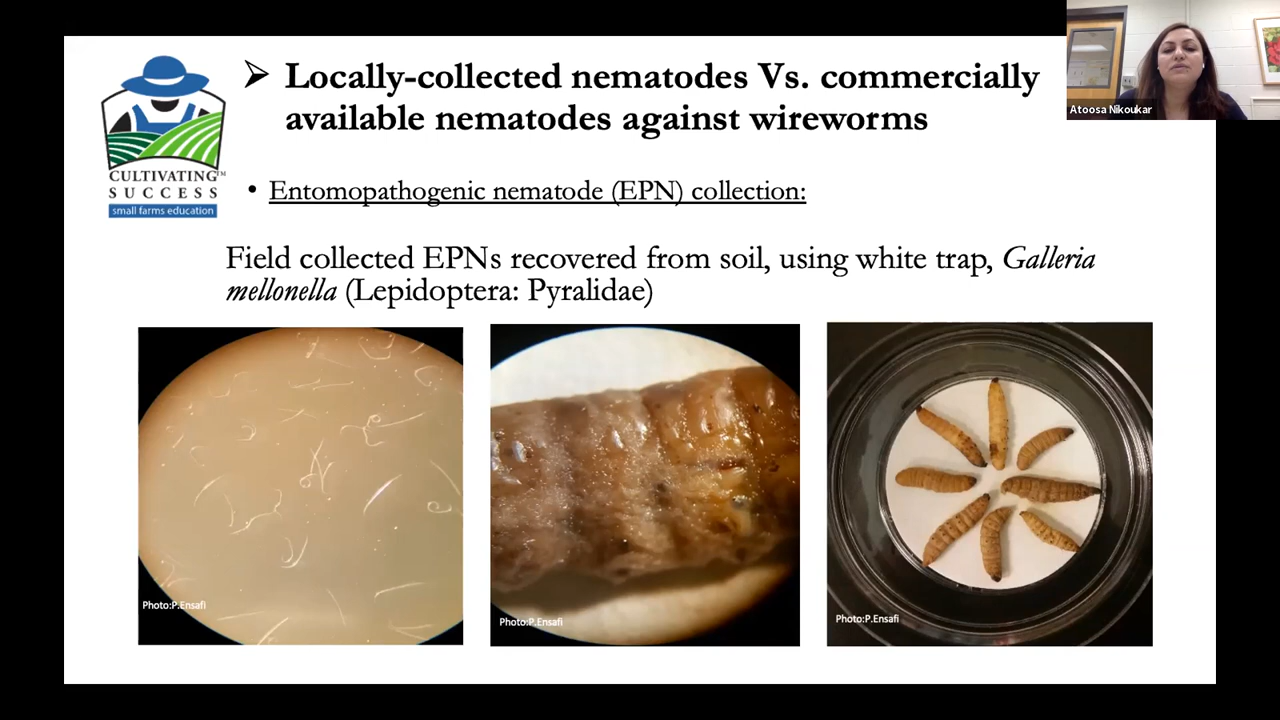 ➢ Locally-collected nematodes Vs. commercially
available nematodes against wireworms
Atoosa Nikoukar
CULTIVATING™
SUCCESS
small farms education
• Entomopathogenic nematode (EPN) collection:
Field collected EPNs recovered from soil, using white trap, Galleria
mellonella (Lepidoptera: Pyralidae)
Photo:P.Ensafi
Photo:P.Ensafi
Photo:P.Ensafi